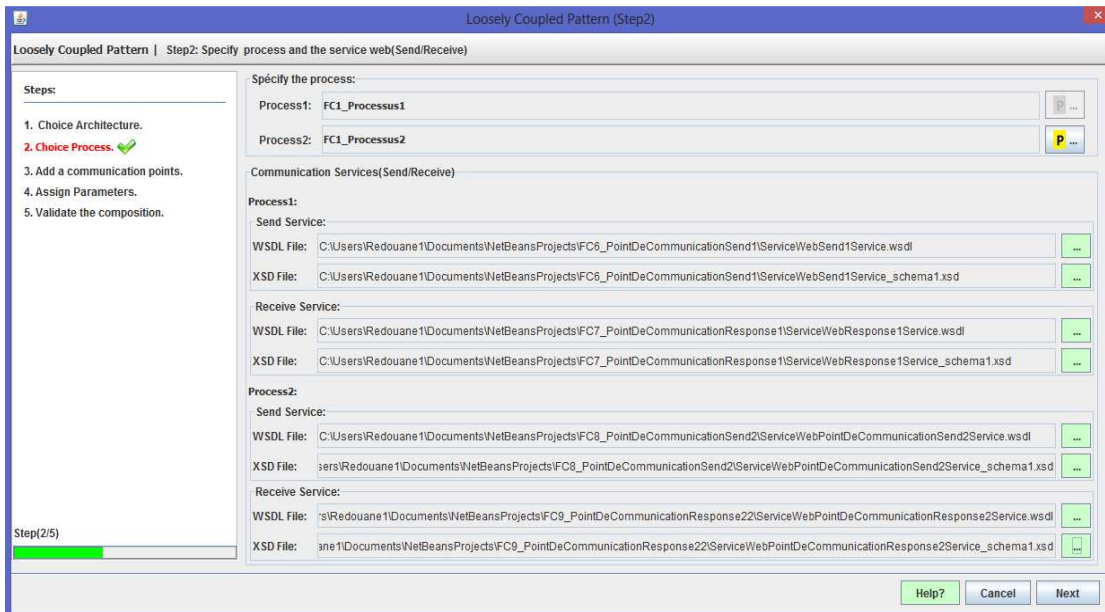 Loosely Coupled Pattern (Step2)
Loosely Coupled Pattern | Step2: Specify process and the service web(Send/Receive)
Steps:
1. Choice Architecture.
2. Choice Process.
3. Add a communication points.
4. Assign Parameters.
5. Validate the composition.
Step(2/5)
Spécify the process:
Process1: FC1_Processus1
P ...
Process2: FC1_Processus2
P ...
Communication Services(Send/Receive)
Process1:
Send Service:
WSDL File: C:\Users\Redouane1\Documents\NetBeansProjects\FC6_PointDeCommunicationSend1\ServiceWebSend1Service.wsdl ...
XSD File: C:\Users\Redouane1\Documents\NetBeansProjects\FC6_PointDeCommunicationSend1\ServiceWebSend1Service_schema1.xsd ...
Receive Service:
WSDL File: C:\Users\Redouane1\Documents\NetBeansProjects\FC7_PointDeCommunicationResponse1\ServiceWebResponse1Service.wsdl ...
XSD File: C:\Users\Redouane1\Documents\NetBeansProjects\FC7_PointDeCommunicationResponse1\ServiceWebResponse1Service_schema1.xsd ...
Process2:
Send Service:
WSDL File: C:\Users\Redouane1\Documents\NetBeansProjects\FC8_PointDeCommunicationSend2\ServiceWebPointDeCommunicationSend2Service.wsdl ...
XSD File: sers\Redouane1\Documents\NetBeansProjects\FC8_PointDeCommunicationSend2\ServiceWebPointDeCommunicationSend2Service_schema1.xsd ...
Receive Service:
WSDL File: 's\Redouane1\Documents\NetBeansProjects\FC9_PointDeCommunicationResponse22\ServiceWebPointDeCommunicationResponse2Service.wsdl ...
XSD File: ane1\Documents\NetBeansProjects\FC9_PointDeCommunicationResponse22\ServiceWebPointDeCommunicationResponse2Service_schema1.xsd ...
Help? Cancel Next